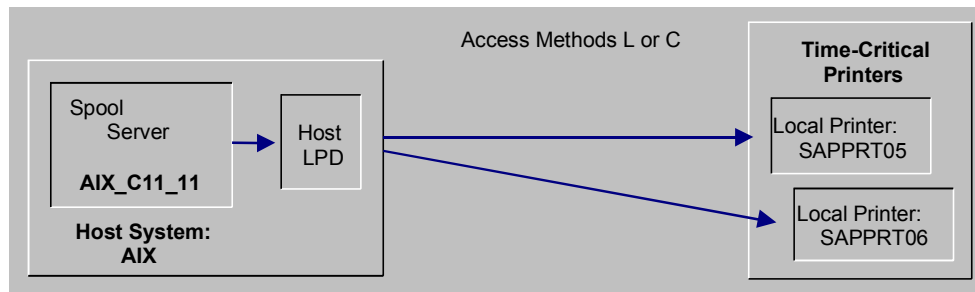 Access Methods L or C
Spool
Server
AIX_C11_11
Host System:
AIX
Host
LPD
Time-Critical
Printers
Local Printer:
SAPPRT05
Local Printer:
SAPPRT06